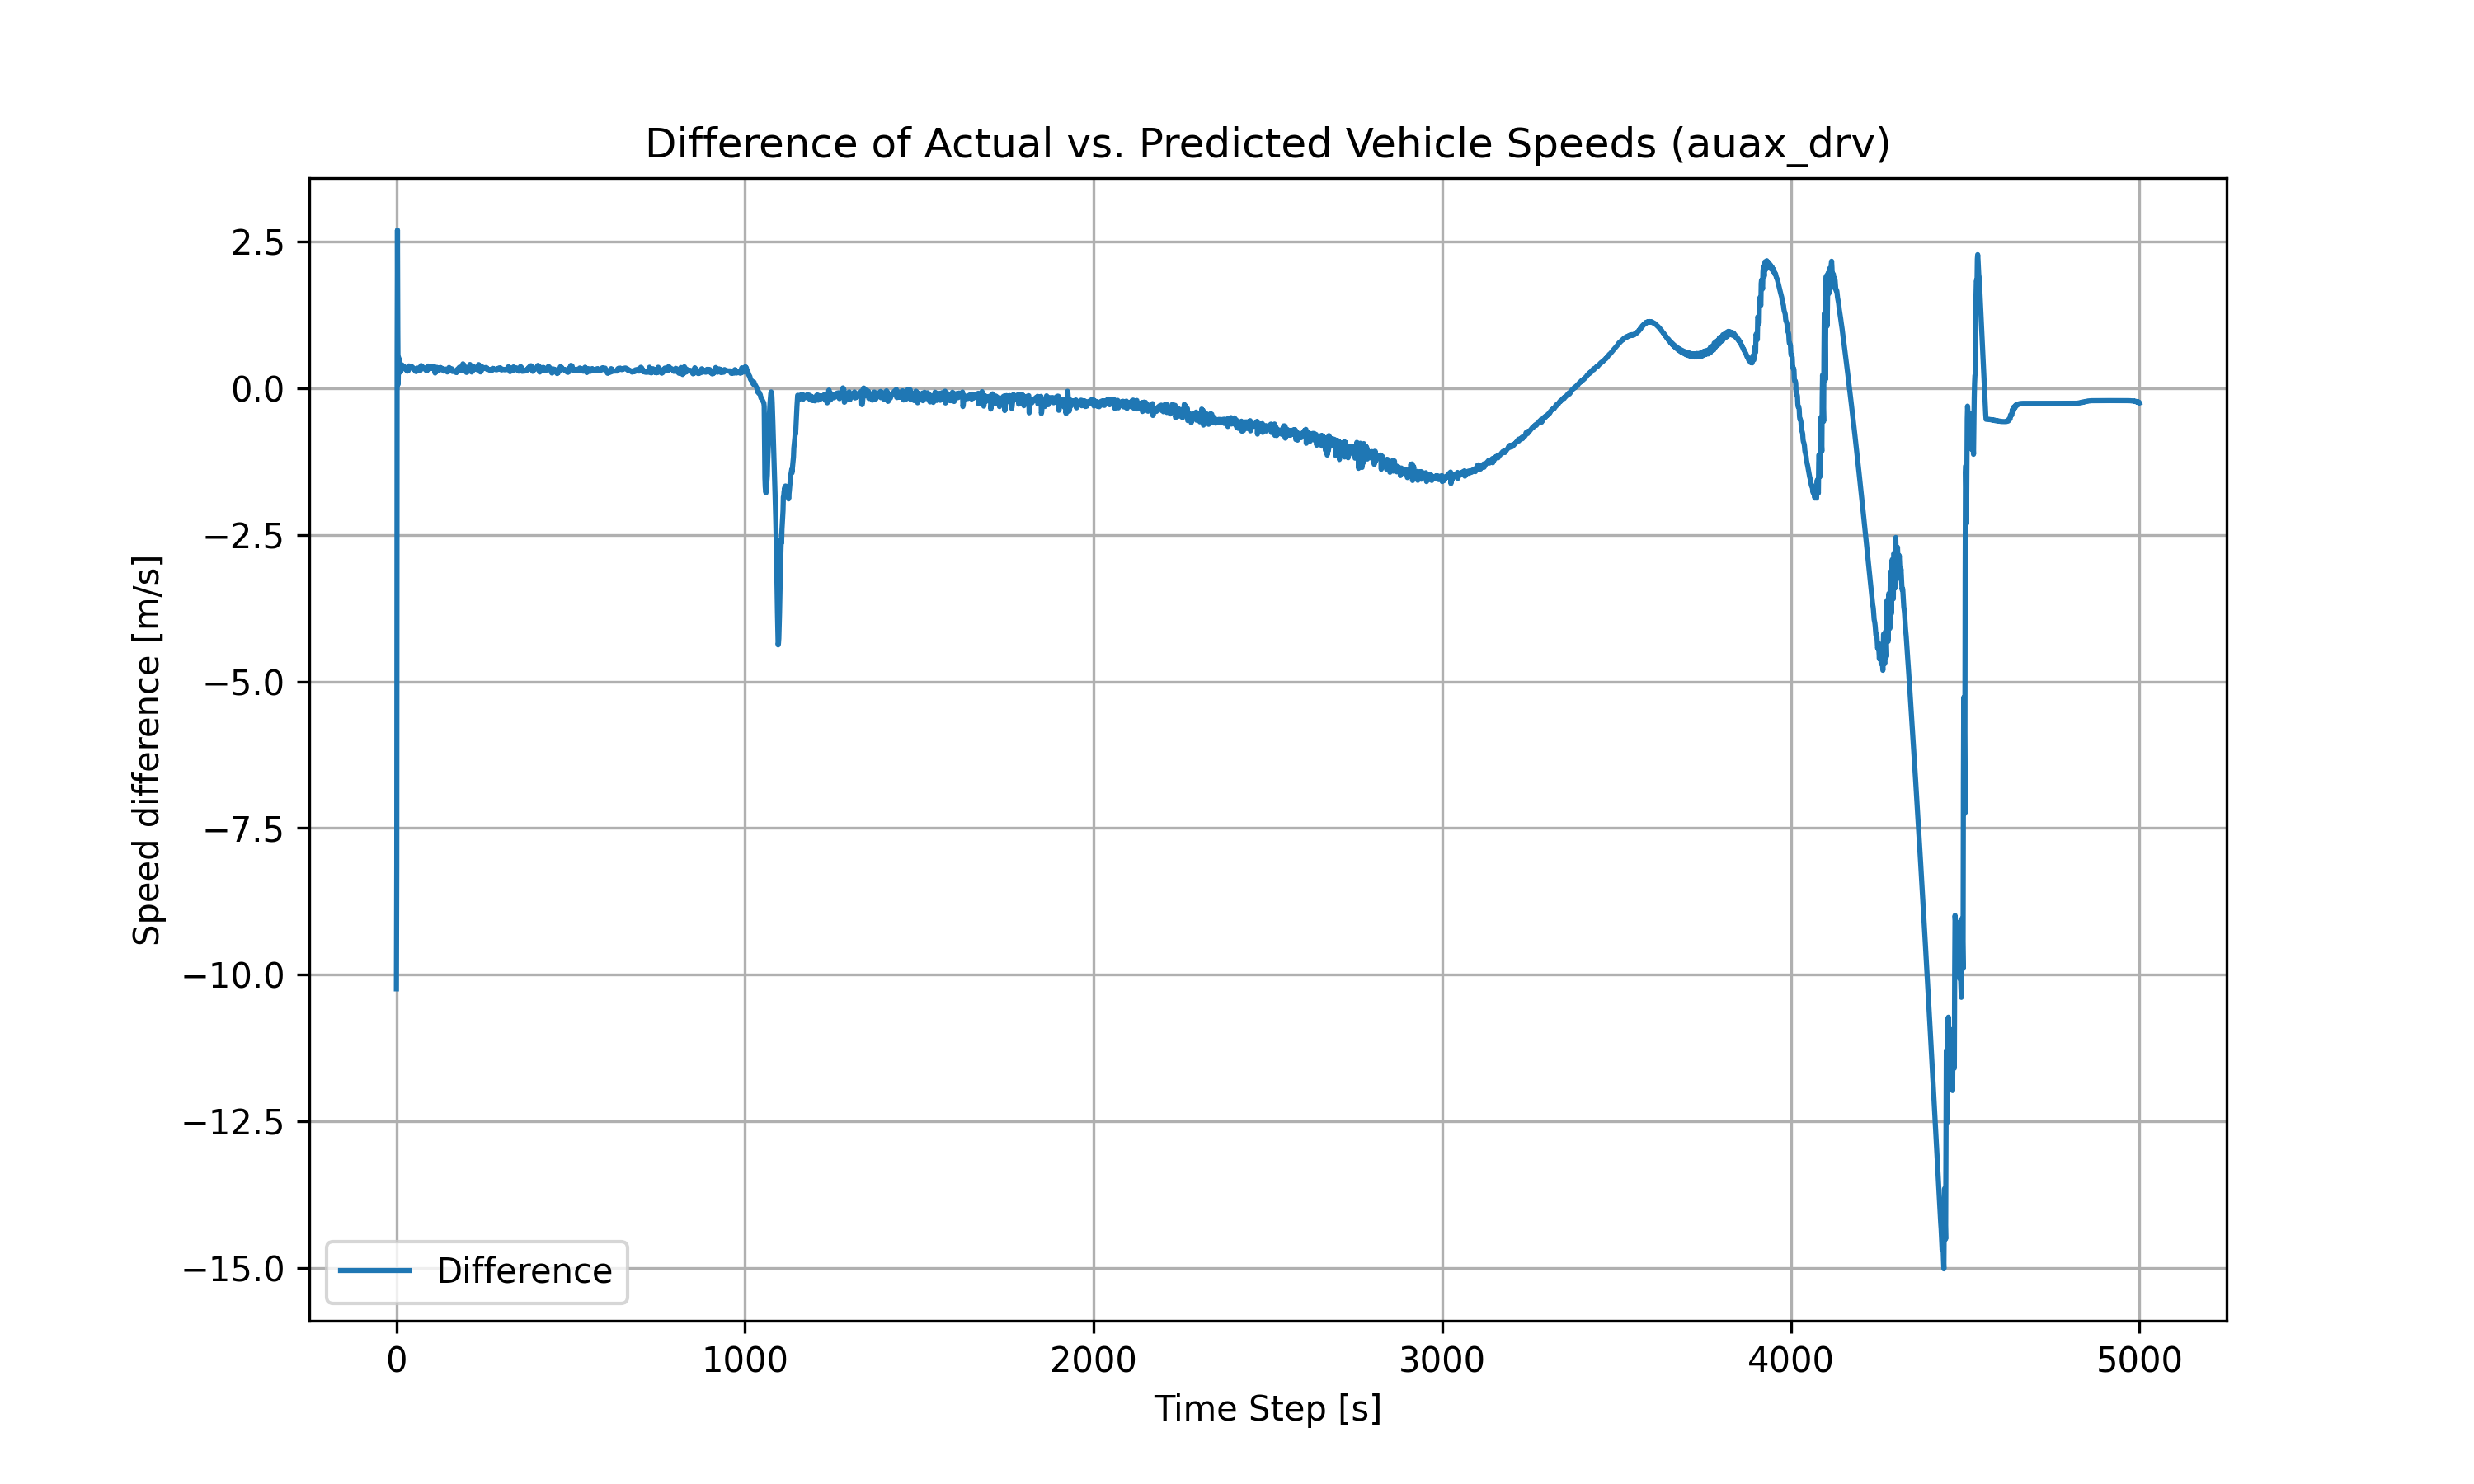 Difference of Actual vs. Predicted Vehicle Speeds (auax_drv)
Speed difference [m/s]
2.5
0.0
−2.5
−5.0
−7.5
−10.0
−12.5
−15.0
Difference
0 1000 2000 3000 4000 5000
Time Step [s]